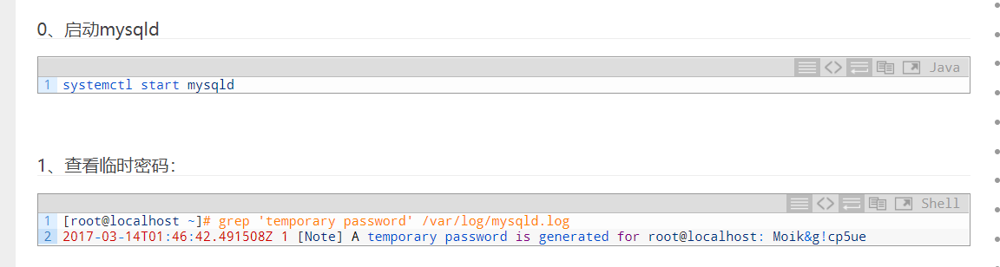 0、启动mysqld
Java
1 systemctl start mysqld
1、查看临时密码：
Shell
1 [root@localhost ~]# grep 'temporary password' /var/log/mysqld.log
2 2017-03-14T01:46:42.491508Z 1 [Note] A temporary password is generated for root@localhost: Moik&g!cp5ue